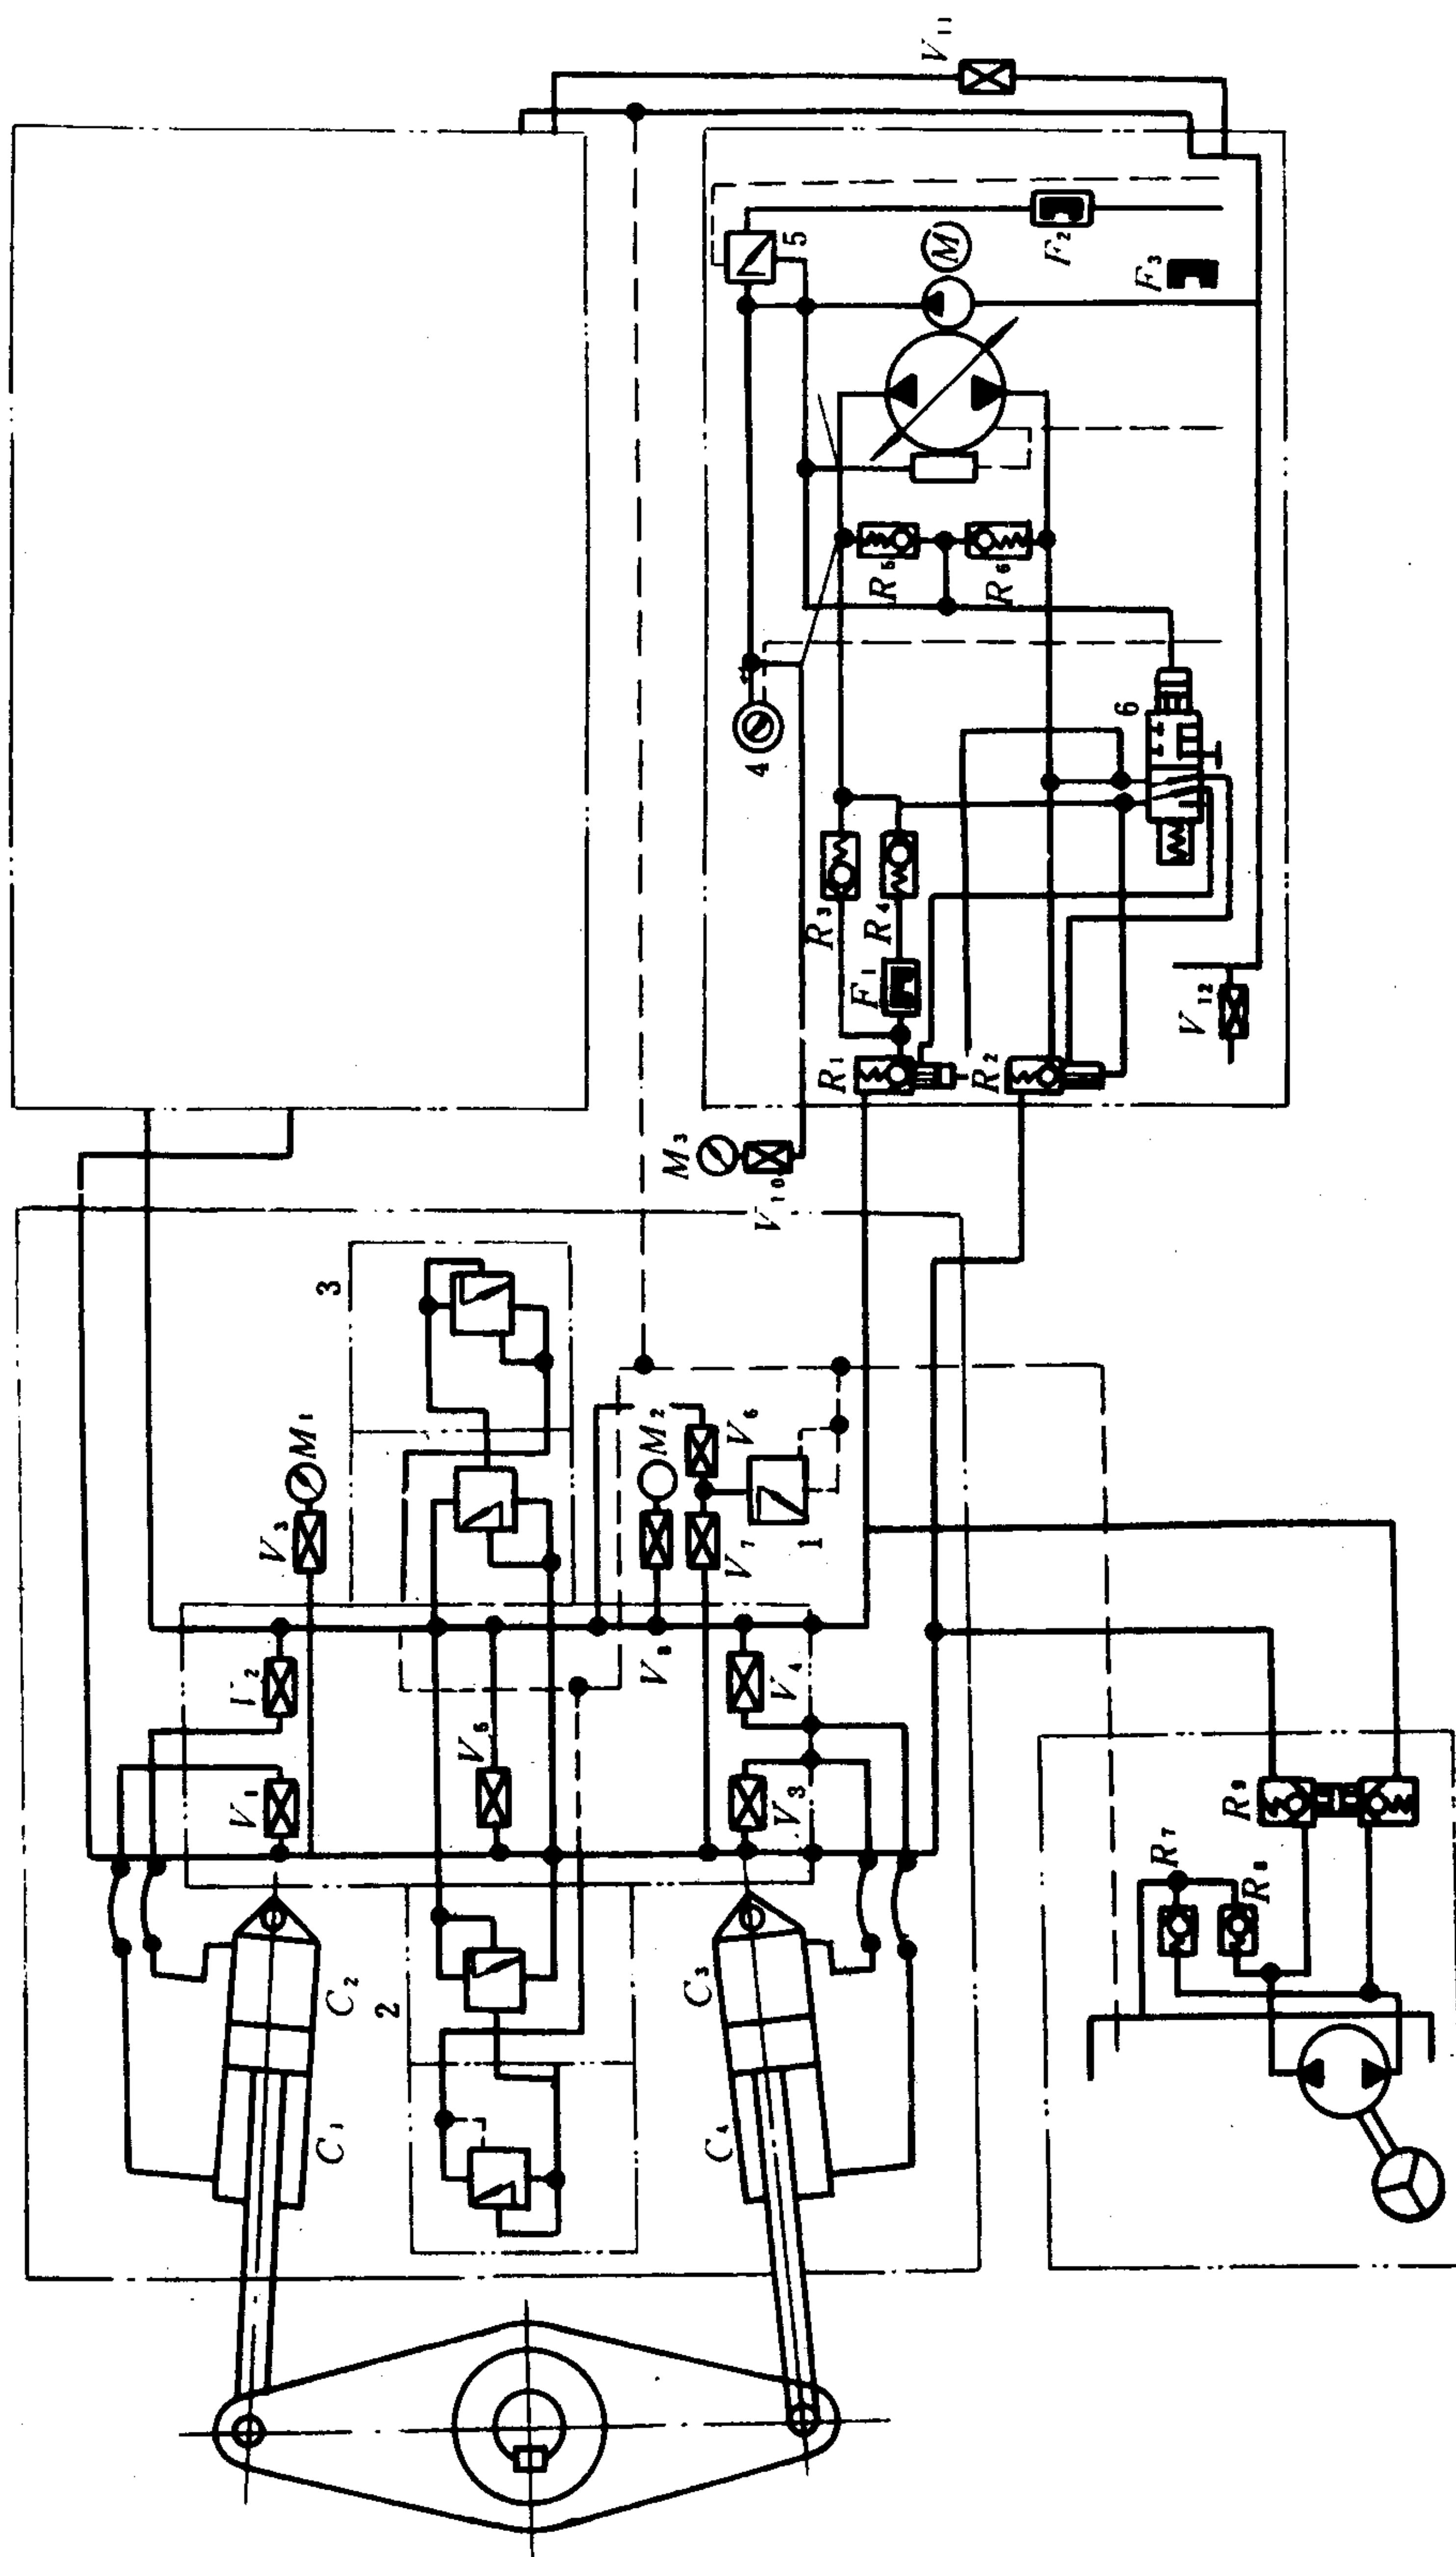 V₁
V₂
V₃
M₁
C₁
C₂
3
2
V₅
V₈
M₂
M₃
C₃
C₄
V₇
V₆
V₁₀
4
V₃
V₄
1
5
R₁
R₃
F₁
R₄
R₅
V₁₁
M
R₂
R₆
F₂
6
F₃
R₇
V₁₂
R₉
R₈